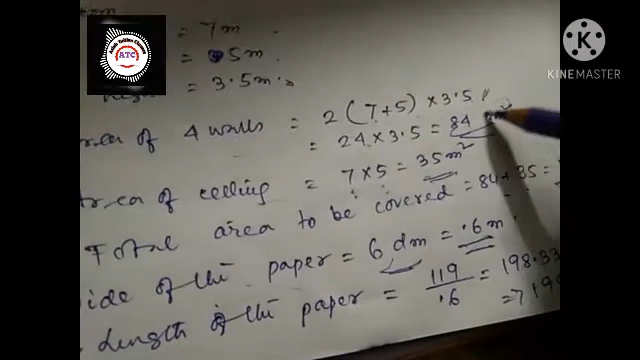 = 7m
= 5m.
= 3.5m.
ATC
KINEMASTER
area of 4 walls = 2 (7+5) × 3.5
= 24 × 3.5 = 84
Area of ceiling = 7 × 5 = 35m²
Total area to be covered = 84 + 35 =
side of the paper = 6 dm = .6m.
Length of the paper = 119/.6 = 198.33